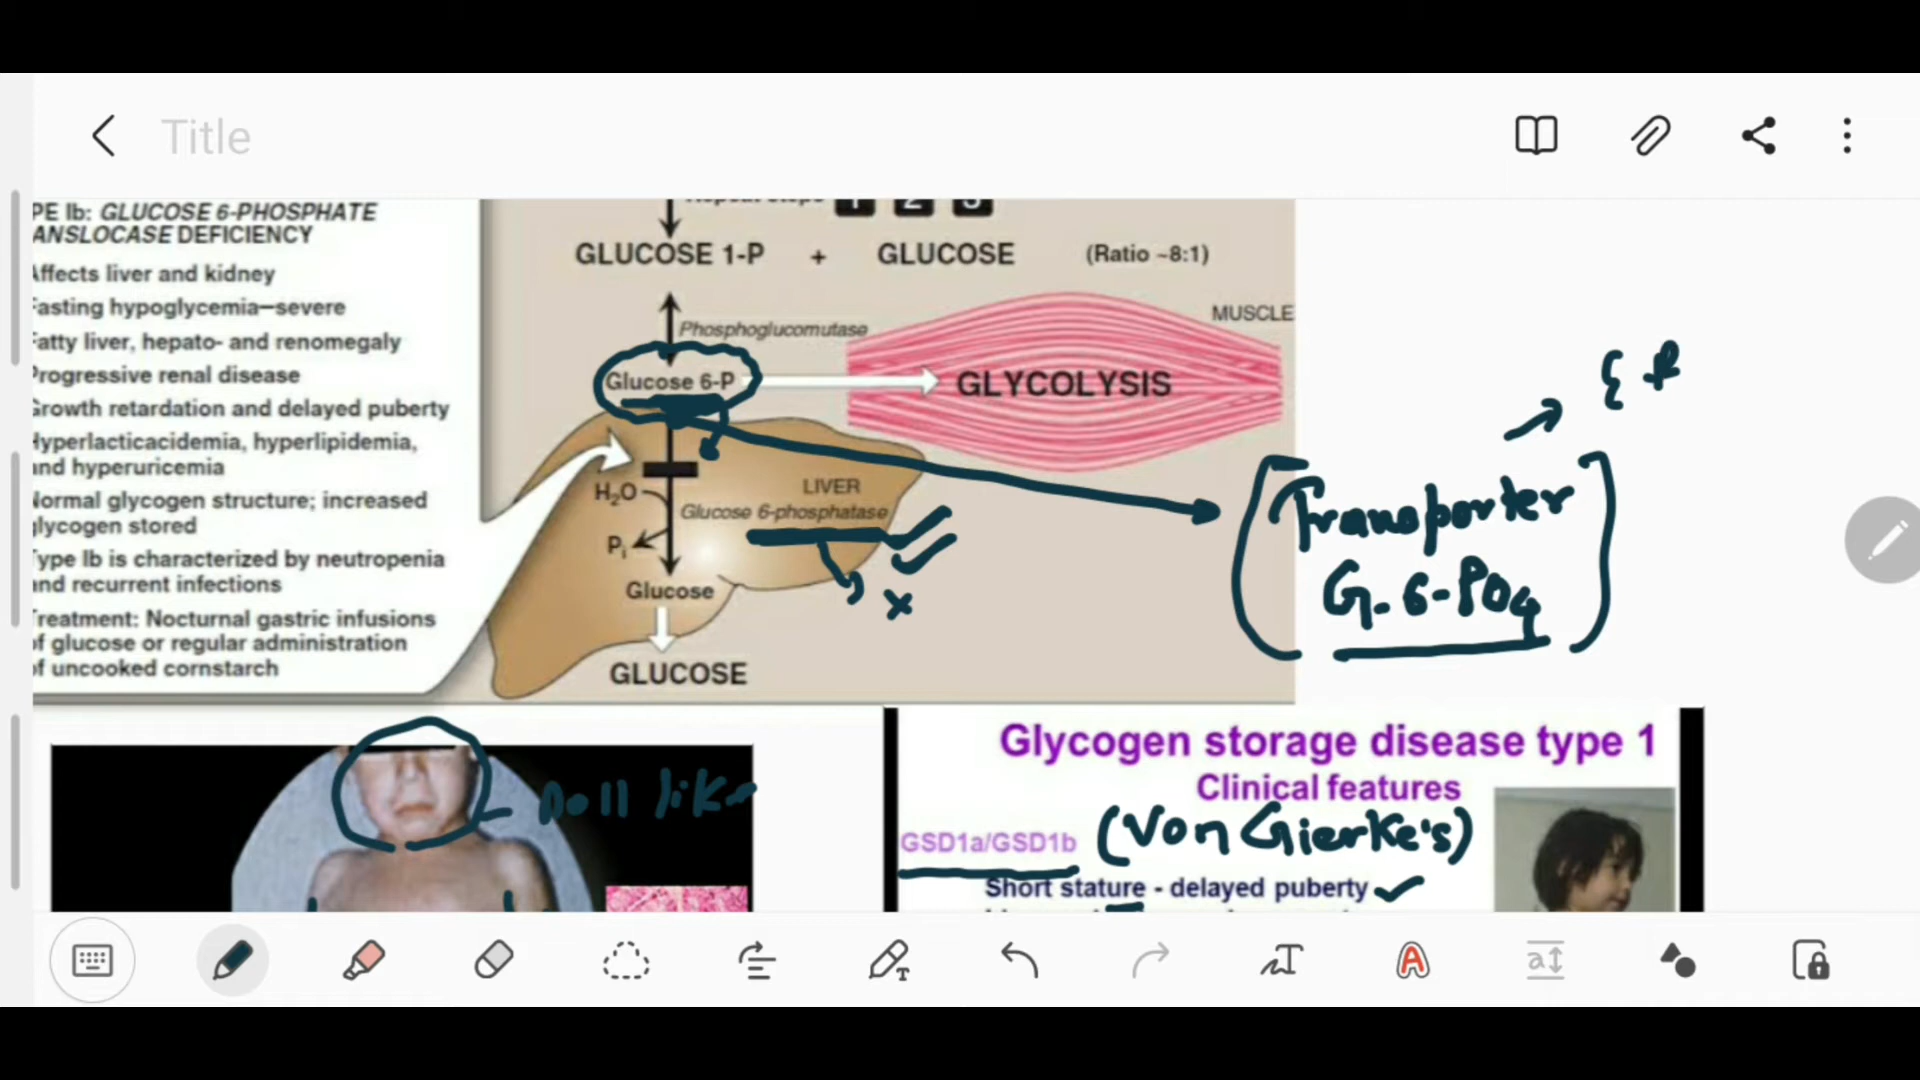 Title
PE Ib: GLUCOSE 6-PHOSPHATE
ANSLOCASE DEFICIENCY
Affects liver and kidney
Fasting hypoglycemia—severe
Fatty liver, hepato- and renomegaly
Progressive renal disease
Growth retardation and delayed puberty
Hyperlacticacidemia, hyperlipidemia,
and hyperuricemia
Normal glycogen structure; increased
glycogen stored
Type Ib is characterized by neutropenia
and recurrent infections
Treatment: Nocturnal gastric infusions
of glucose or regular administration
of uncooked cornstarch
1 2 3
GLUCOSE 1-P + GLUCOSE (Ratio ~8:1)
Phosphoglucomutase
MUSCLE
Glucose 6-P
GLYCOLYSIS
LIVER
H₂O
Glucose 6-phosphatase
Pi
Glucose
GLUCOSE
x
Transporter
G-6-PO4
Doll like
Glycogen storage disease type 1
Clinical features
GSD1a/GSD1b (Von Gierke's)
Short stature - delayed puberty